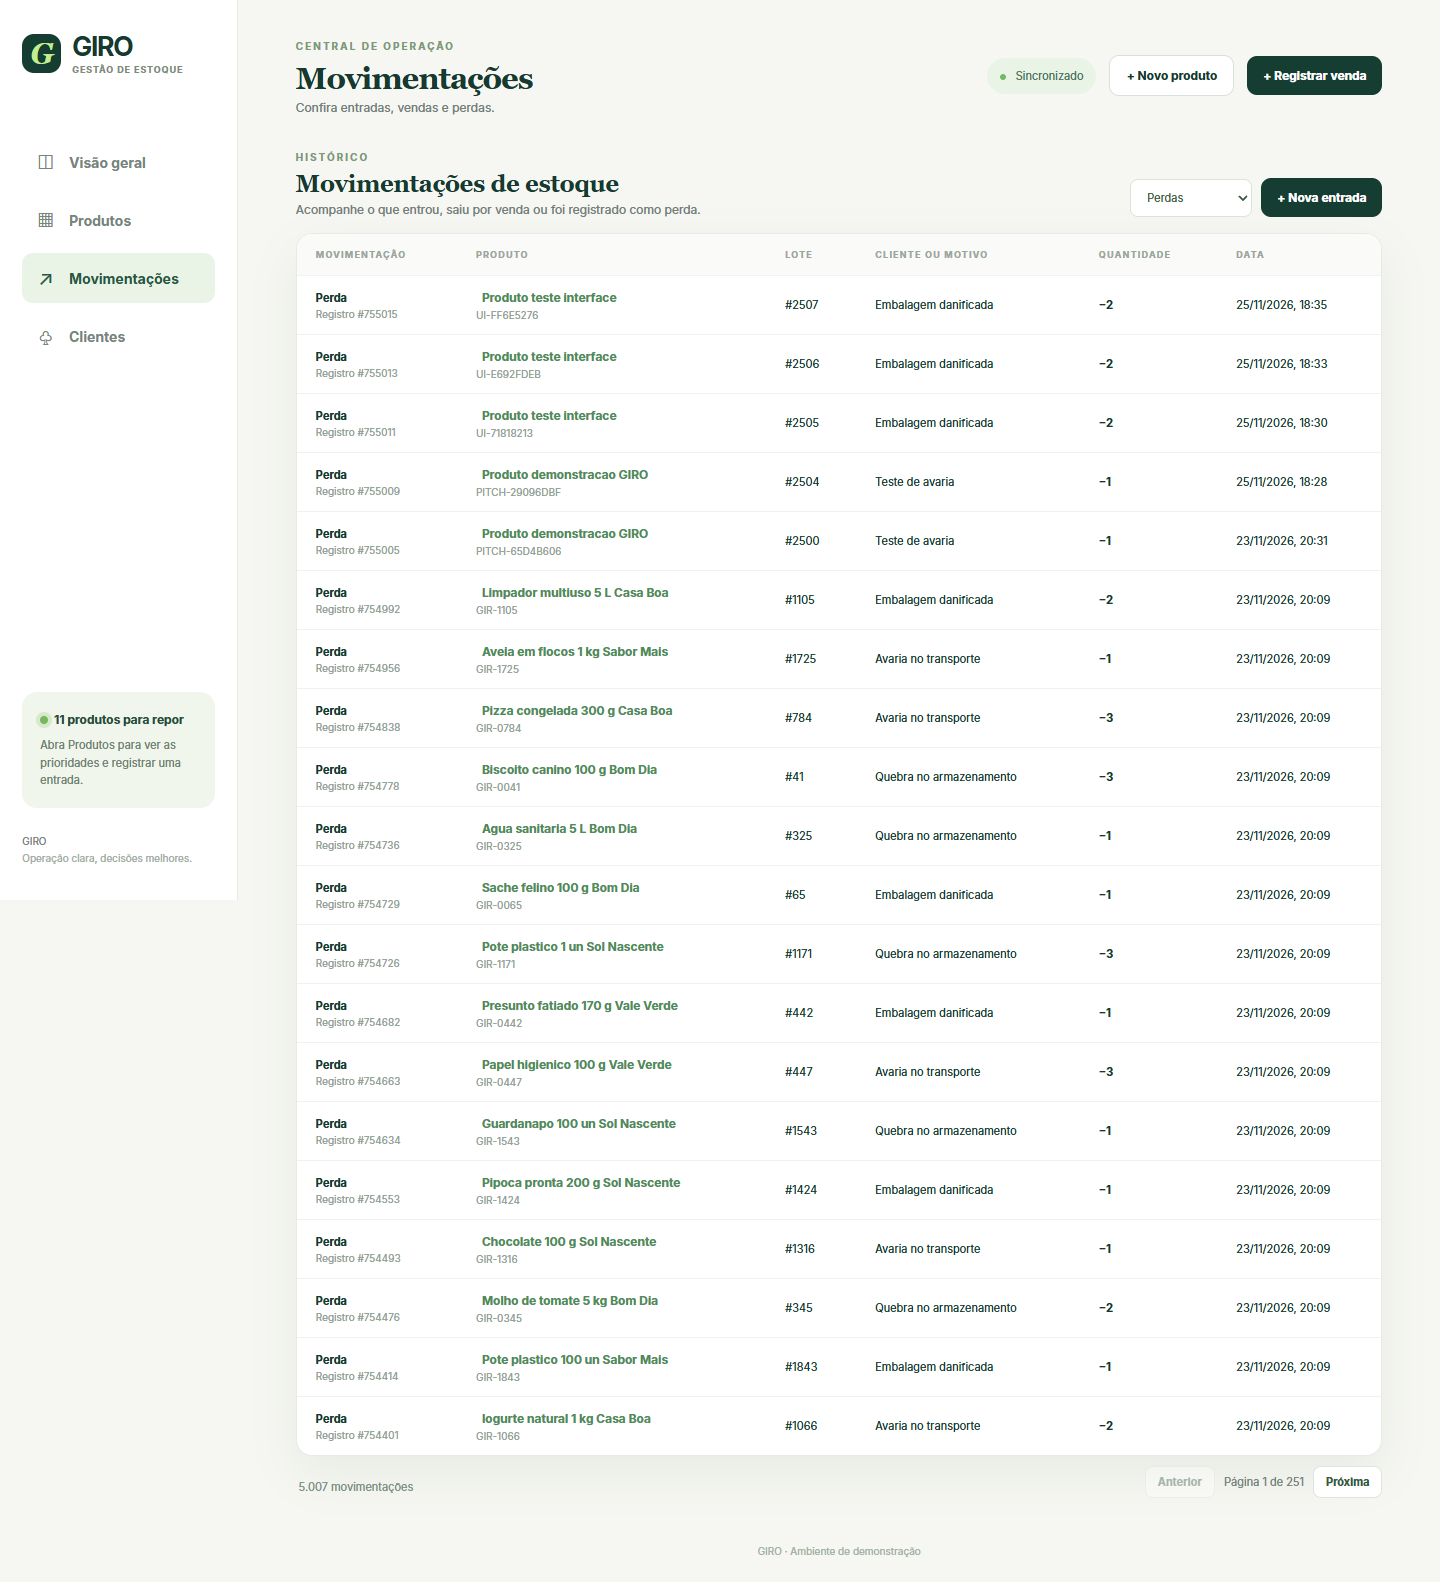 G GIRO
GESTÃO DE ESTOQUE
Visão geral
Produtos
Movimentações
Clientes
11 produtos para repor
Abra Produtos para ver as
prioridades e registrar uma
entrada.
GIRO
Operação clara, decisões melhores.
CENTRAL DE OPERAÇÃO
Movimentações
Confira entradas, vendas e perdas.
Sincronizado
+ Novo produto
+ Registrar venda
HISTÓRICO
Movimentações de estoque
Acompanhe o que entrou, saiu por venda ou foi registrado como perda.
Perdas
+ Nova entrada
MOVIMENTAÇÃO PRODUTO LOTE CLIENTE OU MOTIVO QUANTIDADE DATA
Perda Produto teste interface #2507 Embalagem danificada −2 25/11/2026, 18:35
Registro #755015 UI-FF6E5276
Perda Produto teste interface #2506 Embalagem danificada −2 25/11/2026, 18:33
Registro #755013 UI-E692FDEB
Perda Produto teste interface #2505 Embalagem danificada −2 25/11/2026, 18:30
Registro #755011 UI-71818213
Perda Produto demonstracao GIRO #2504 Teste de avaria −1 25/11/2026, 18:28
Registro #755009 PITCH-29096DBF
Perda Produto demonstracao GIRO #2500 Teste de avaria −1 23/11/2026, 20:31
Registro #755005 PITCH-65D4B606
Perda Limpador multiuso 5 L Casa Boa #1105 Embalagem danificada −2 23/11/2026, 20:09
Registro #754992 GIR-1105
Perda Aveia em flocos 1 kg Sabor Mais #1725 Avaria no transporte −1 23/11/2026, 20:09
Registro #754956 GIR-1725
Perda Pizza congelada 300 g Casa Boa #784 Avaria no transporte −3 23/11/2026, 20:09
Registro #754838 GIR-0784
Perda Biscoito canino 100 g Bom Dia #41 Quebra no armazenamento −3 23/11/2026, 20:09
Registro #754778 GIR-0041
Perda Agua sanitaria 5 L Bom Dia #325 Quebra no armazenamento −1 23/11/2026, 20:09
Registro #754736 GIR-0325
Perda Sache felino 100 g Bom Dia #65 Embalagem danificada −1 23/11/2026, 20:09
Registro #754729 GIR-0065
Perda Pote plastico 1 un Sol Nascente #1171 Quebra no armazenamento −3 23/11/2026, 20:09
Registro #754726 GIR-1171
Perda Presunto fatiado 170 g Vale Verde #442 Embalagem danificada −1 23/11/2026, 20:09
Registro #754682 GIR-0442
Perda Papel higienico 100 g Vale Verde #447 Avaria no transporte −3 23/11/2026, 20:09
Registro #754663 GIR-0447
Perda Guardanapo 100 un Sol Nascente #1543 Quebra no armazenamento −1 23/11/2026, 20:09
Registro #754634 GIR-1543
Perda Pipoca pronta 200 g Sol Nascente #1424 Embalagem danificada −1 23/11/2026, 20:09
Registro #754553 GIR-1424
Perda Chocolate 100 g Sol Nascente #1316 Avaria no transporte −1 23/11/2026, 20:09
Registro #754493 GIR-1316
Perda Molho de tomate 5 kg Bom Dia #345 Quebra no armazenamento −2 23/11/2026, 20:09
Registro #754476 GIR-0345
Perda Pote plastico 100 un Sabor Mais #1843 Embalagem danificada −1 23/11/2026, 20:09
Registro #754414 GIR-1843
Perda Iogurte natural 1 kg Casa Boa #1066 Avaria no transporte −2 23/11/2026, 20:09
Registro #754401 GIR-1066
5.007 movimentações
Anterior Página 1 de 251 Próxima
GIRO · Ambiente de demonstração